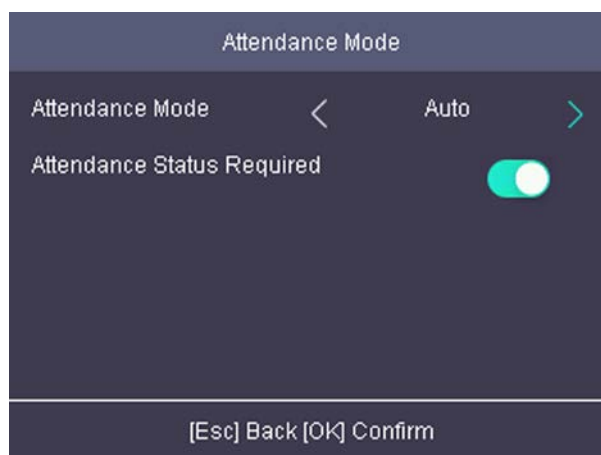 Attendance Mode
Attendance Mode < Auto >
Attendance Status Required
[Esc] Back [OK] Confirm